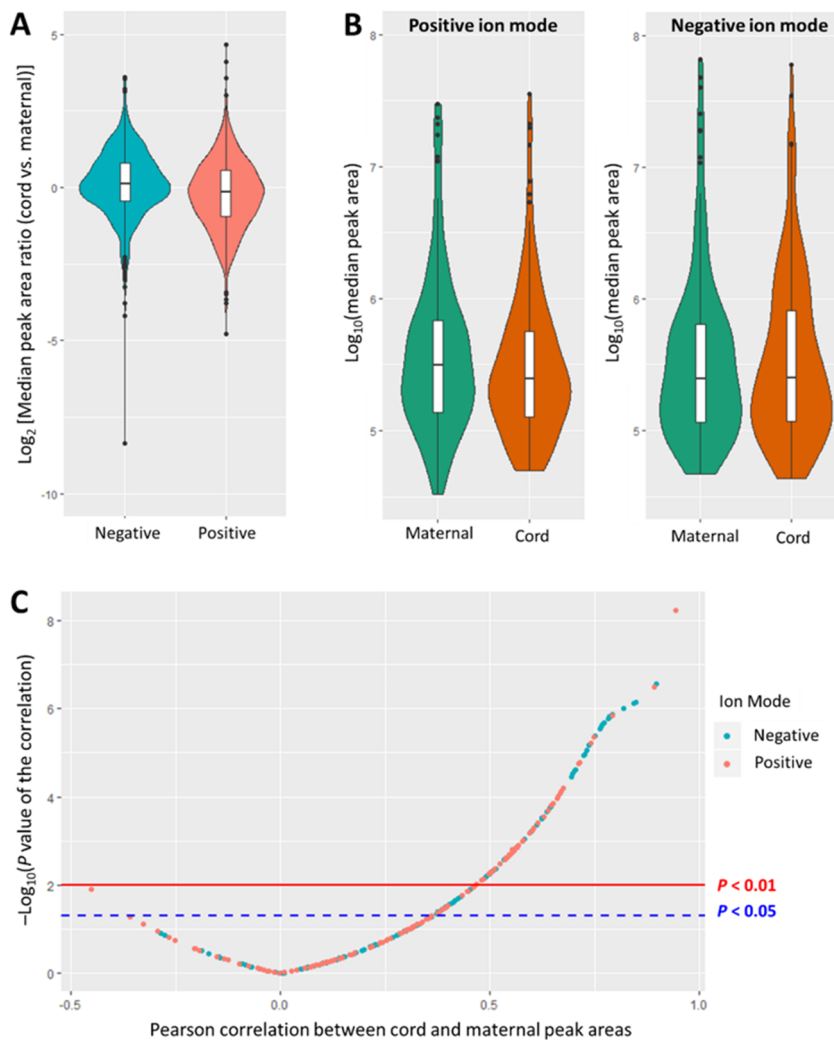 A
Log2 [Median peak area ratio (cord vs. maternal)]
5
0
-5
-10
Negative Positive
B
Positive ion mode
Log10(median peak area)
8
7
6
5
Maternal Cord
Negative ion mode
Log10(median peak area)
8
7
6
5
Maternal Cord
C
−Log10(P value of the correlation)
8
6
4
2
0
-0.5 0.0 0.5 1.0
Pearson correlation between cord and maternal peak areas
Ion Mode
Negative
Positive
P < 0.01
P < 0.05